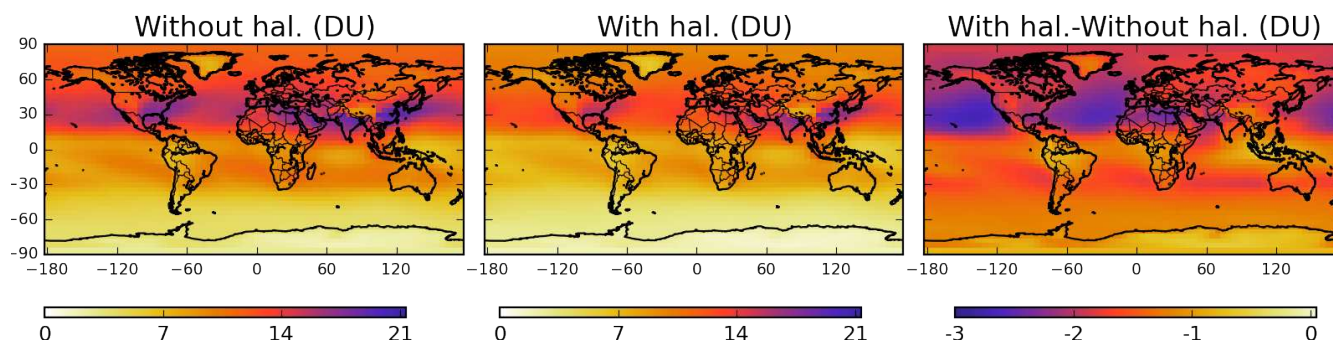 Without hal. (DU)
With hal. (DU)
With hal.-Without hal. (DU)
90
60
30
0
-30
-60
-90
-180 -120 -60 0 60 120
-180 -120 -60 0 60 120
-180 -120 -60 0 60 120
0 7 14 21
0 7 14 21
-3 -2 -1 0